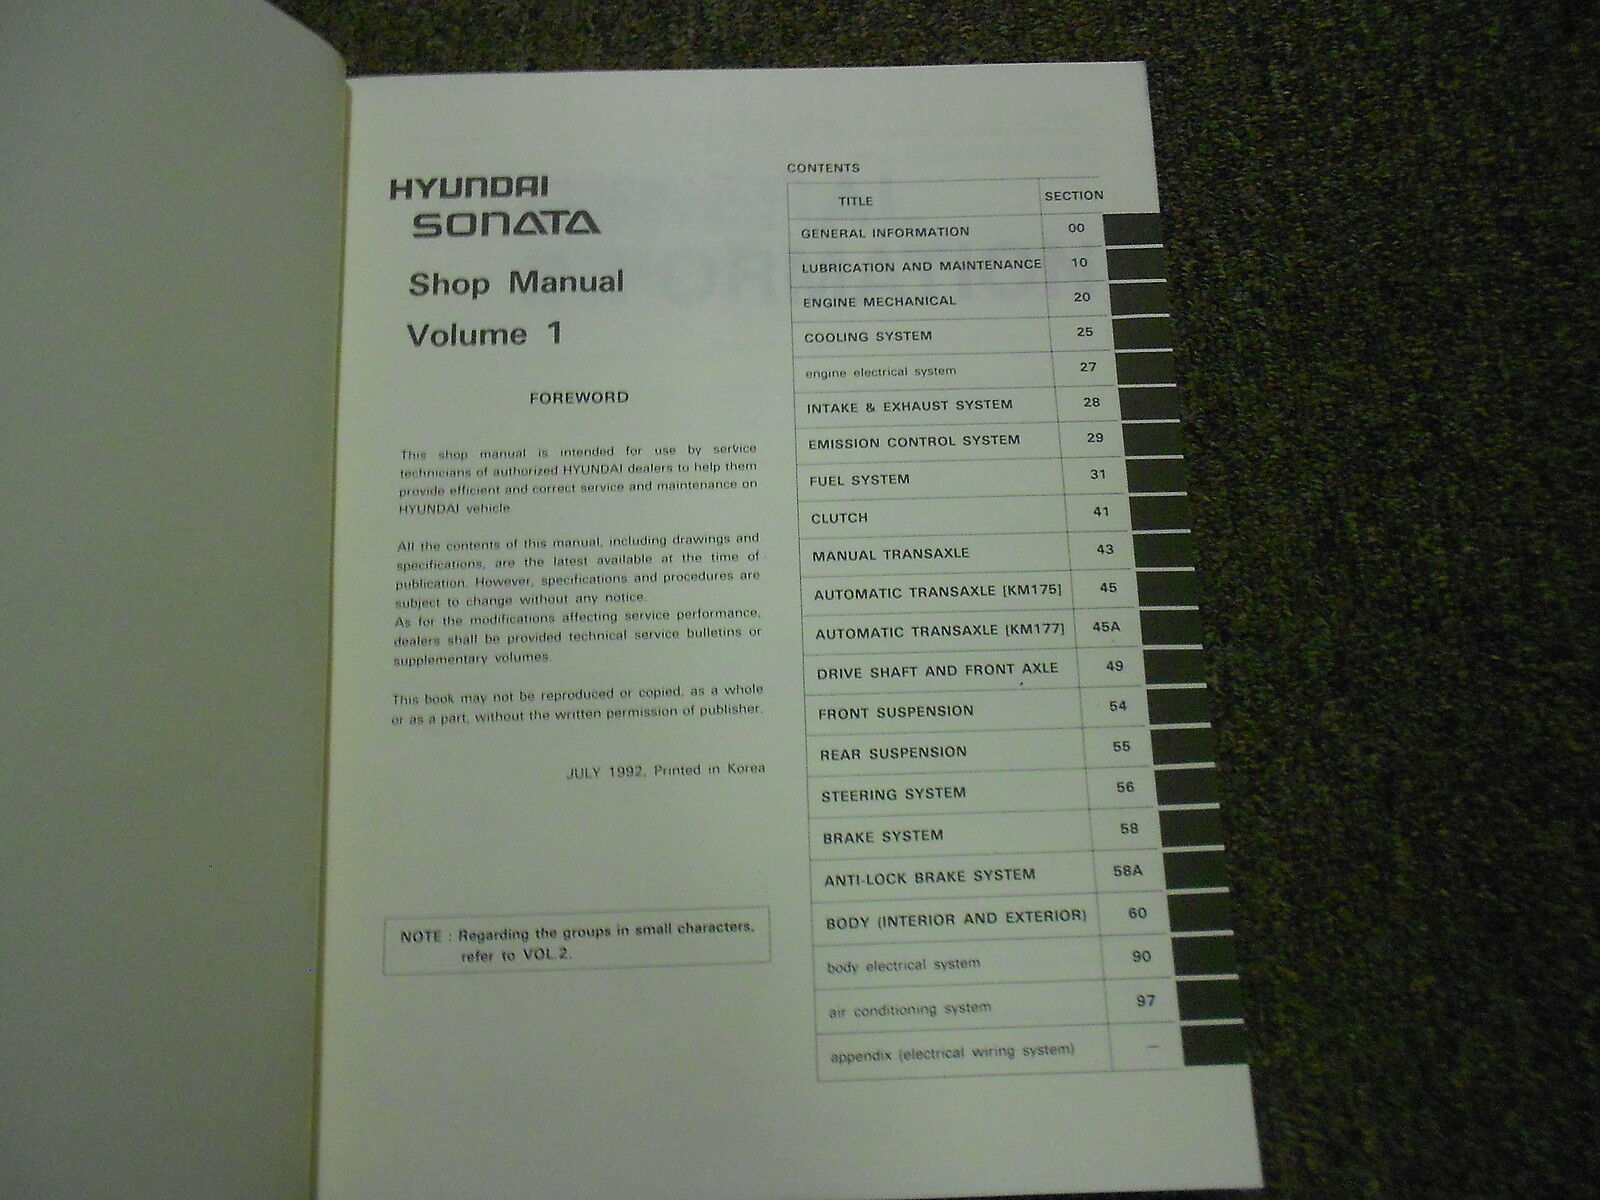 HYUNDAI
SONATA
Shop Manual
Volume 1
FOREWORD
This shop manual is intended for use by service
technicians of authorized HYUNDAI dealers to help them
provide efficient and correct service and maintenance on
HYUNDAI vehicle.
All the contents of this manual, including drawings and
specifications, are the latest available at the time of
publication. However, specifications and procedures are
subject to change without any notice.
As for the modifications affecting service performance,
dealers shall be provided technical service bulletins or
supplementary volumes.
This book may not be reproduced or copied, as a whole
or as a part, without the written permission of publisher.
JULY 1992, Printed in Korea
NOTE : Regarding the groups in small characters,
refer to VOL.2.
CONTENTS
TITLE SECTION
GENERAL INFORMATION 00
LUBRICATION AND MAINTENANCE 10
ENGINE MECHANICAL 20
COOLING SYSTEM 25
engine electrical system 27
INTAKE & EXHAUST SYSTEM 28
EMISSION CONTROL SYSTEM 29
FUEL SYSTEM 31
CLUTCH 41
MANUAL TRANSAXLE 43
AUTOMATIC TRANSAXLE [KM175] 45
AUTOMATIC TRANSAXLE [KM177] 45A
DRIVE SHAFT AND FRONT AXLE 49
FRONT SUSPENSION 54
REAR SUSPENSION 55
STEERING SYSTEM 56
BRAKE SYSTEM 58
ANTI-LOCK BRAKE SYSTEM 58A
BODY (INTERIOR AND EXTERIOR) 60
body electrical system 90
air conditioning system 97
appendix (electrical wiring system) —